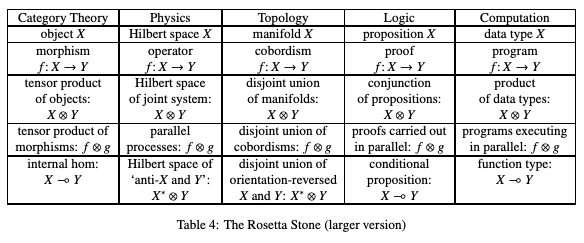 Category Theory Physics Topology Logic Computation
object X Hilbert space X manifold X proposition X data type X
morphism operator cobordism proof program
f: X → Y f: X → Y f: X → Y f: X → Y f: X → Y
tensor product Hilbert space disjoint union conjunction product
of objects: of joint system: of manifolds: of propositions: of data types:
X ⊗ Y X ⊗ Y X ⊗ Y X ⊗ Y X ⊗ Y
tensor product of parallel disjoint union of proofs carried out programs executing
morphisms: f ⊗ g processes: f ⊗ g cobordisms: f ⊗ g in parallel: f ⊗ g in parallel: f ⊗ g
internal hom: Hilbert space of disjoint union of conditional function type:
X ⊸ Y ‘anti-X and Y’: orientation-reversed proposition: X ⊸ Y
X* ⊗ Y X and Y: X* ⊗ Y X ⊸ Y
Table 4: The Rosetta Stone (larger version)